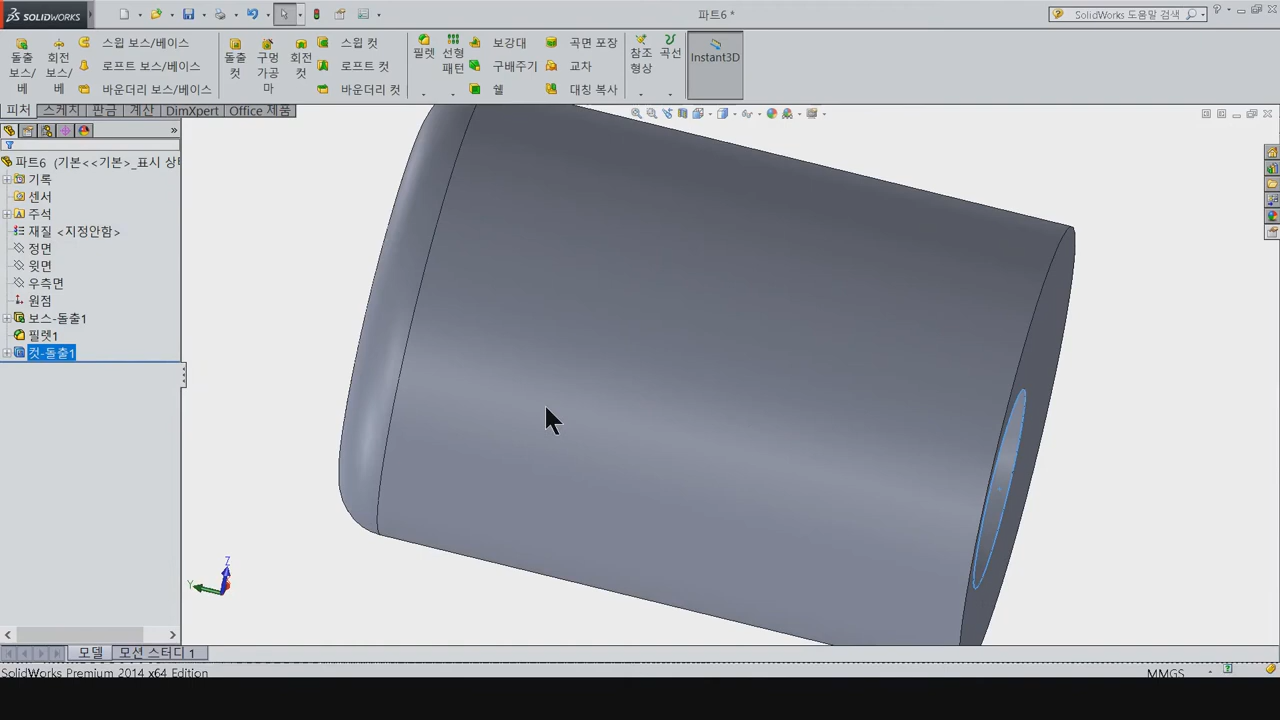 SOLIDWORKS
파트6 *
SolidWorks 도움말 검색
돌출
보스/
베
회전
보스/
베
스윕 보스/베이스
로프트 보스/베이스
바운더리 보스/베이스
돌출
컷
구멍
가공
마
회전
컷
스윕 컷
로프트 컷
바운더리 컷
필렛
선형
패턴
보강대
구배주기
쉘
곡면 포장
교차
대칭 복사
참조
형상
곡선
Instant3D
피처 스케치 판금 계산 DimXpert Office 제품
파트6 (기본<<기본>_표시 상
기록
센서
주석
재질 <지정안함>
정면
윗면
우측면
원점
보스-돌출1
필렛1
컷-돌출1
Z
Y
모델 모션 스터디 1
SolidWorks Premium 2014 x64 Edition
MMGS